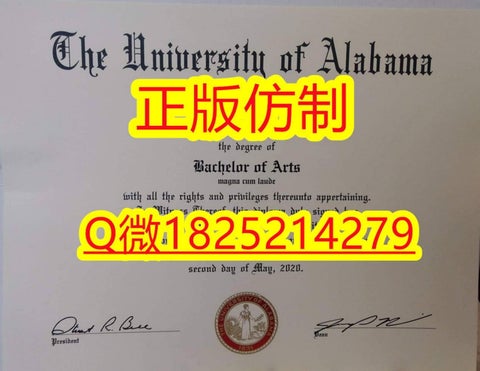 The University of Alabama
正版仿制
the degree of
Bachelor of Arts
magna cum laude
with all the rights and privileges thereunto appertaining.
Q微1825214279
second day of May, 2020.
President
Dean